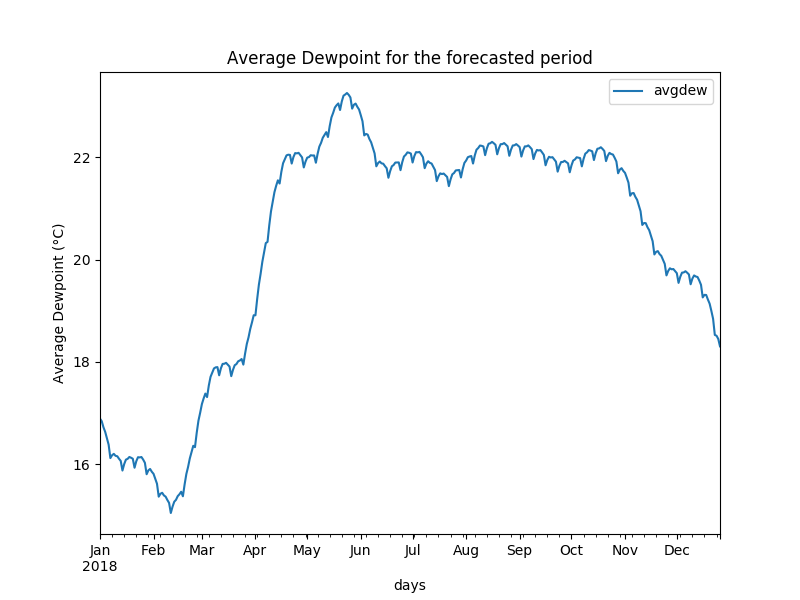 Average Dewpoint for the forecasted period
avgdew
Average Dewpoint (°C)
22
20
18
16
Jan Feb Mar Apr May Jun Jul Aug Sep Oct Nov Dec
2018
days